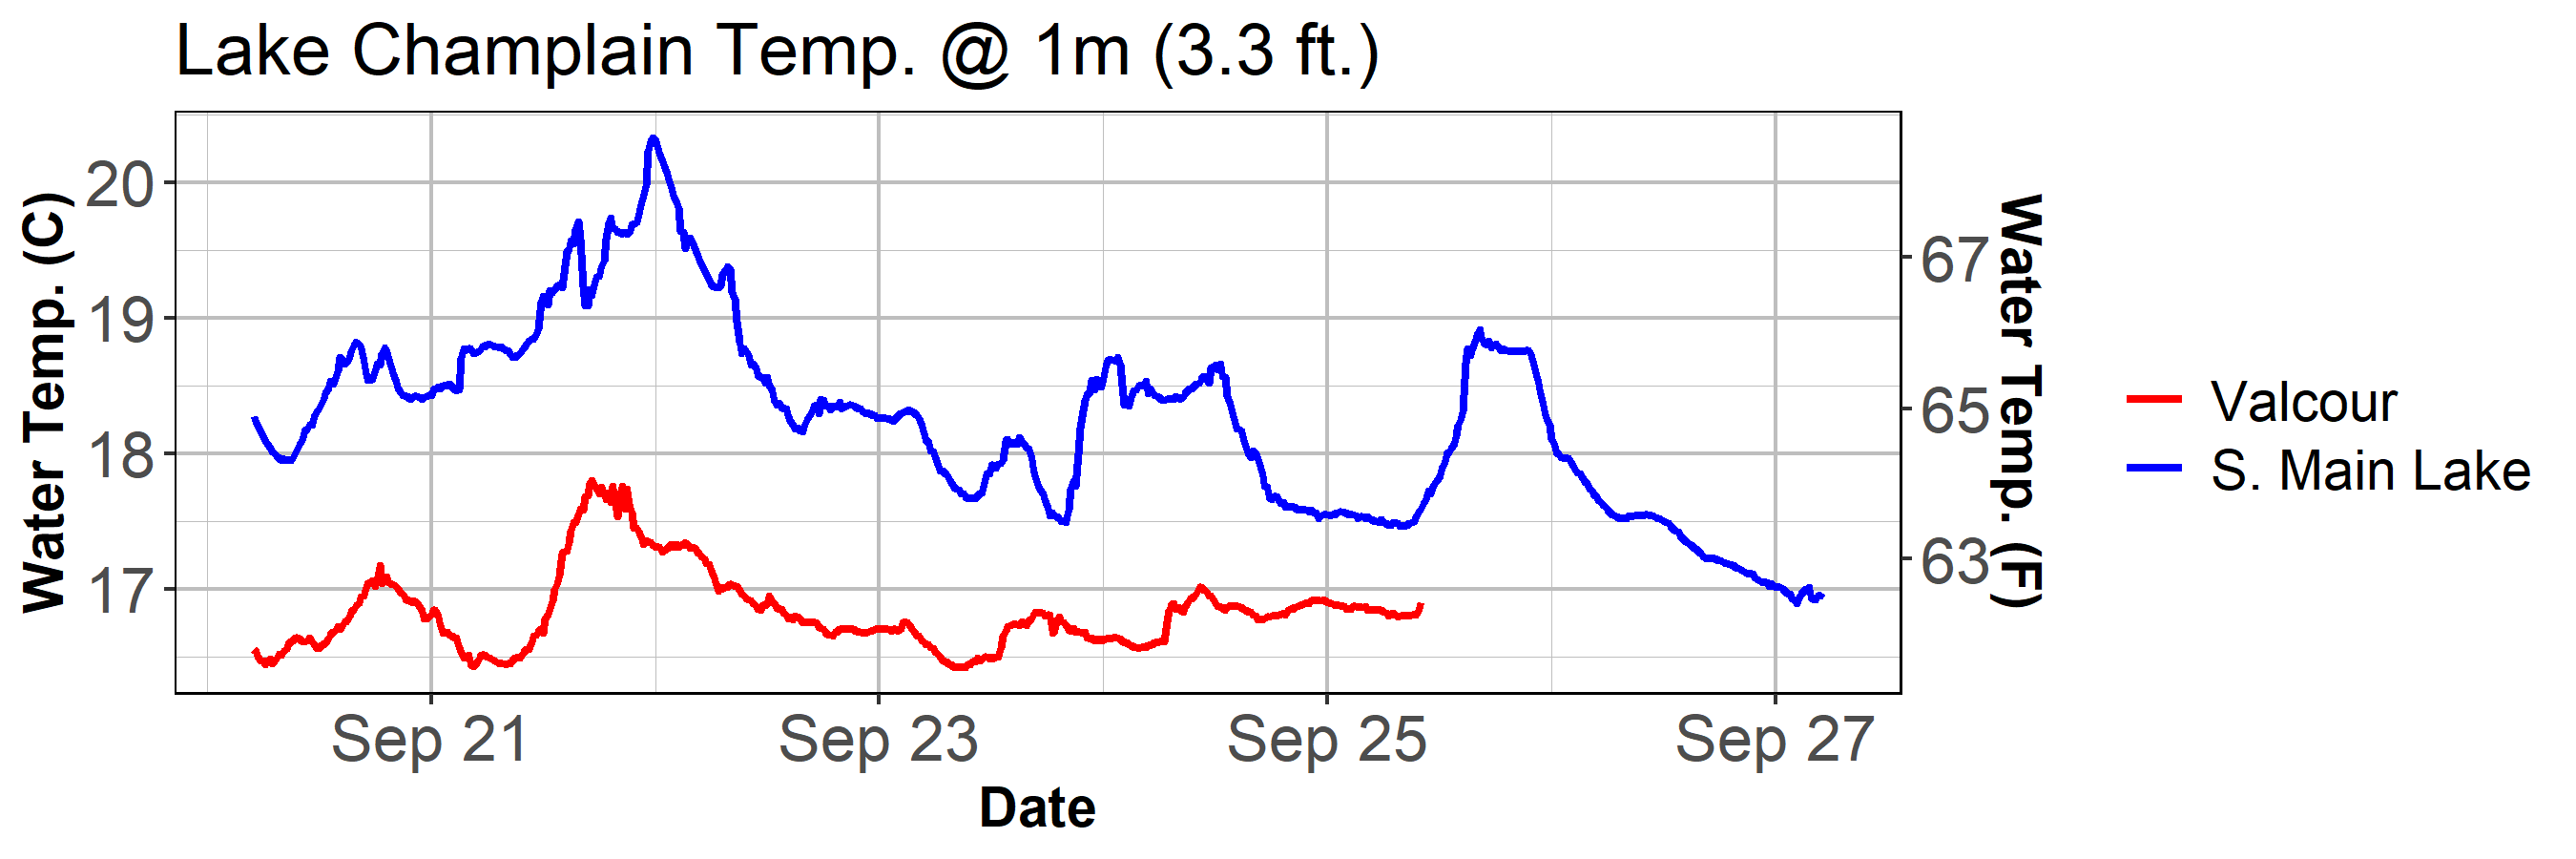 Lake Champlain Temp. @ 1m (3.3 ft.)
Water Temp. (C)
20
19
18
17
67
65
63
Water Temp. (F)
Sep 21
Sep 23
Sep 25
Sep 27
Date
Valcour
S. Main Lake